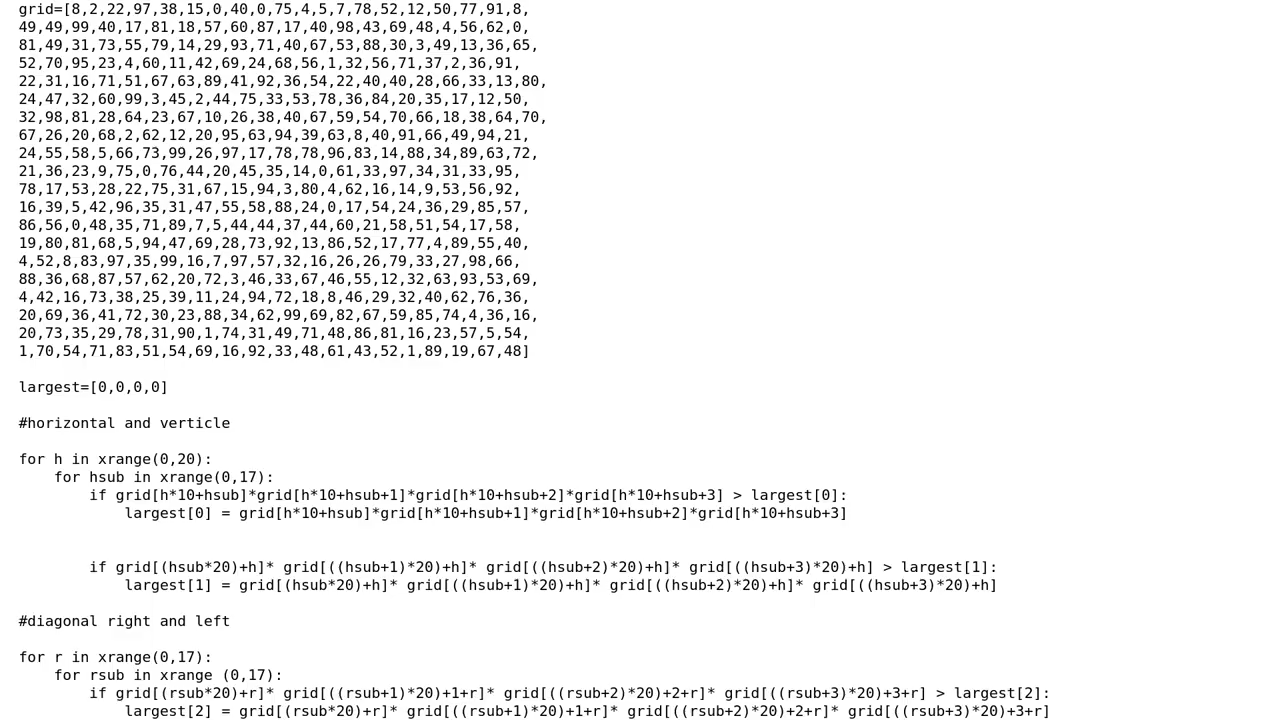 grid=[8,2,22,97,38,15,0,40,0,75,4,5,7,78,52,12,50,77,91,8,
49,49,99,40,17,81,18,57,60,87,17,40,98,43,69,48,4,56,62,0,
81,49,31,73,55,79,14,29,93,71,40,67,53,88,30,3,49,13,36,65,
52,70,95,23,4,60,11,42,69,24,68,56,1,32,56,71,37,2,36,91,
22,31,16,71,51,67,63,89,41,92,36,54,22,40,40,28,66,33,13,80,
24,47,32,60,99,3,45,2,44,75,33,53,78,36,84,20,35,17,12,50,
32,98,81,28,64,23,67,10,26,38,40,67,59,54,70,66,18,38,64,70,
67,26,20,68,2,62,12,20,95,63,94,39,63,8,40,91,66,49,94,21,
24,55,58,5,66,73,99,26,97,17,78,78,96,83,14,88,34,89,63,72,
21,36,23,9,75,0,76,44,20,45,35,14,0,61,33,97,34,31,33,95,
78,17,53,28,22,75,31,67,15,94,3,80,4,62,16,14,9,53,56,92,
16,39,5,42,96,35,31,47,55,58,88,24,0,17,54,24,36,29,85,57,
86,56,0,48,35,71,89,7,5,44,44,37,44,60,21,58,51,54,17,58,
19,80,81,68,5,94,47,69,28,73,92,13,86,52,17,77,4,89,55,40,
4,52,8,83,97,35,99,16,7,97,57,32,16,26,26,79,33,27,98,66,
88,36,68,87,57,62,20,72,3,46,33,67,46,55,12,32,63,93,53,69,
4,42,16,73,38,25,39,11,24,94,72,18,8,46,29,32,40,62,76,36,
20,69,36,41,72,30,23,88,34,62,99,69,82,67,59,85,74,4,36,16,
20,73,35,29,78,31,90,1,74,31,49,71,48,86,81,16,23,57,5,54,
1,70,54,71,83,51,54,69,16,92,33,48,61,43,52,1,89,19,67,48]
largest=[0,0,0,0]
#horizontal and verticle
for h in xrange(0,20):
    for hsub in xrange(0,17):
        if grid[h*10+hsub]*grid[h*10+hsub+1]*grid[h*10+hsub+2]*grid[h*10+hsub+3] > largest[0]:
            largest[0] = grid[h*10+hsub]*grid[h*10+hsub+1]*grid[h*10+hsub+2]*grid[h*10+hsub+3]
        if grid[(hsub*20)+h]* grid[((hsub+1)*20)+h]* grid[((hsub+2)*20)+h]* grid[((hsub+3)*20)+h] > largest[1]:
            largest[1] = grid[(hsub*20)+h]* grid[((hsub+1)*20)+h]* grid[((hsub+2)*20)+h]* grid[((hsub+3)*20)+h]
#diagonal right and left
for r in xrange(0,17):
    for rsub in xrange (0,17):
        if grid[(rsub*20)+r]* grid[((rsub+1)*20)+1+r]* grid[((rsub+2)*20)+2+r]* grid[((rsub+3)*20)+3+r] > largest[2]:
            largest[2] = grid[(rsub*20)+r]* grid[((rsub+1)*20)+1+r]* grid[((rsub+2)*20)+2+r]* grid[((rsub+3)*20)+3+r]